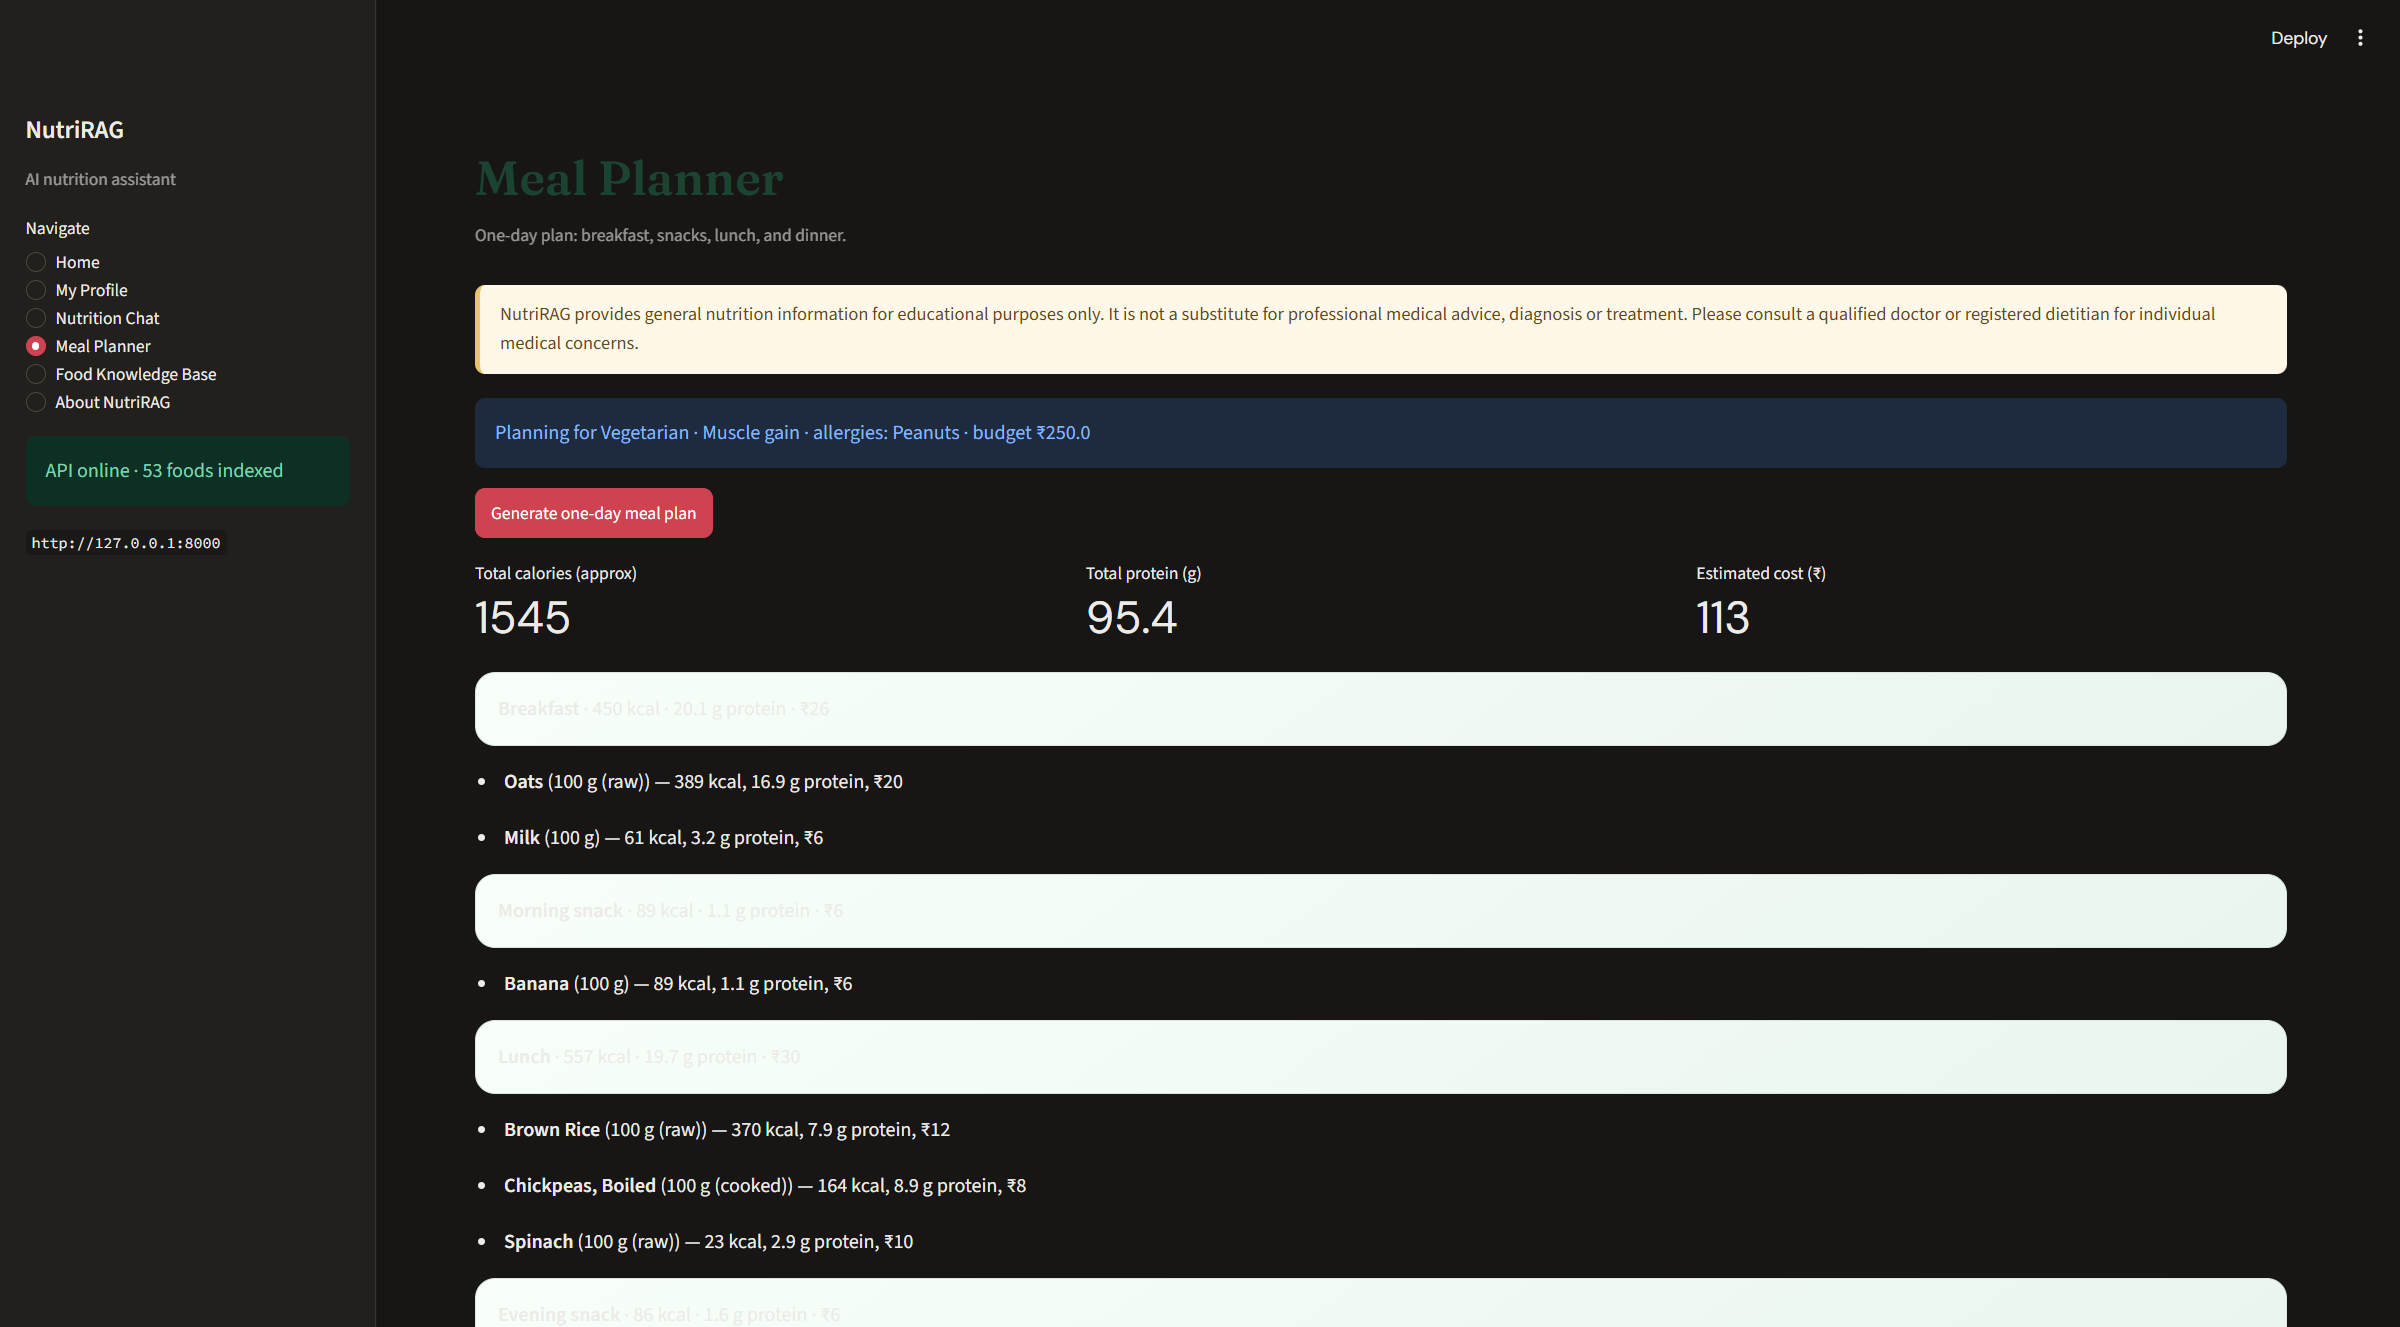 Deploy
NutriRAG
AI nutrition assistant
Navigate
Home
My Profile
Nutrition Chat
Meal Planner
Food Knowledge Base
About NutriRAG
API online · 53 foods indexed
http://127.0.0.1:8000
Meal Planner
One-day plan: breakfast, snacks, lunch, and dinner.
NutriRAG provides general nutrition information for educational purposes only. It is not a substitute for professional medical advice, diagnosis or treatment. Please consult a qualified doctor or registered dietitian for individual
medical concerns.
Planning for Vegetarian · Muscle gain · allergies: Peanuts · budget ₹250.0
Generate one-day meal plan
Total calories (approx)
1545
Total protein (g)
95.4
Estimated cost (₹)
113
Breakfast · 450 kcal · 20.1 g protein · ₹26
• Oats (100 g (raw)) — 389 kcal, 16.9 g protein, ₹20
• Milk (100 g) — 61 kcal, 3.2 g protein, ₹6
Morning snack · 89 kcal · 1.1 g protein · ₹6
• Banana (100 g) — 89 kcal, 1.1 g protein, ₹6
Lunch · 557 kcal · 19.7 g protein · ₹30
• Brown Rice (100 g (raw)) — 370 kcal, 7.9 g protein, ₹12
• Chickpeas, Boiled (100 g (cooked)) — 164 kcal, 8.9 g protein, ₹8
• Spinach (100 g (raw)) — 23 kcal, 2.9 g protein, ₹10
Evening snack · 86 kcal · 1.6 g protein · ₹6